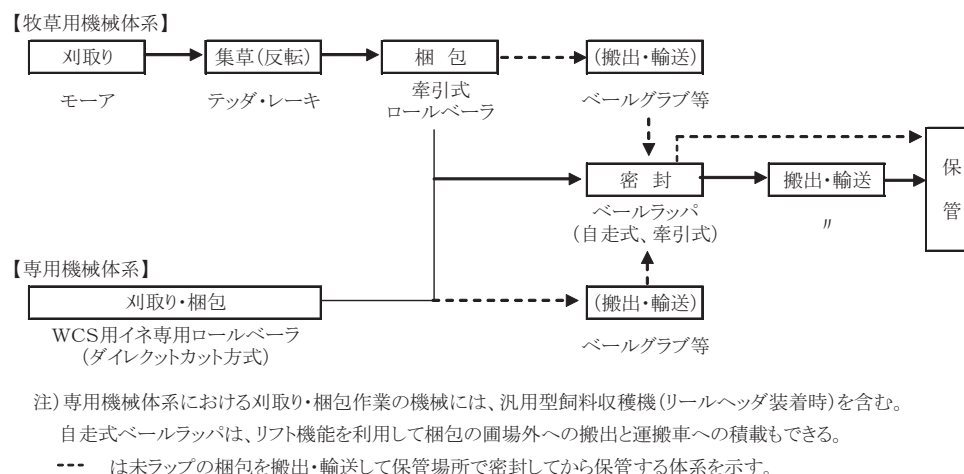 【牧草用機械体系】
刈取り 集草(反転) 梱 包 (搬出・輸送)
モーア テッダ・レーキ 牽引式 ベールグラブ等
ロールベーラ
密 封 搬出・輸送 保管
ベールラッパ 〃
(自走式、牽引式)
【専用機械体系】
刈取り・梱包 (搬出・輸送)
WCS用イネ専用ロールベーラ ベールグラブ等
(ダイレクトカット方式)
注)専用機械体系における刈取り・梱包作業の機械には、汎用型飼料収穫機(リールヘッダ装着時)を含む。
自走式ベールラッパは、リフト機能を利用して梱包の圃場外への搬出と運搬車への積載もできる。
--- は未ラップの梱包を搬出・輸送して保管場所で密封してから保管する体系を示す。